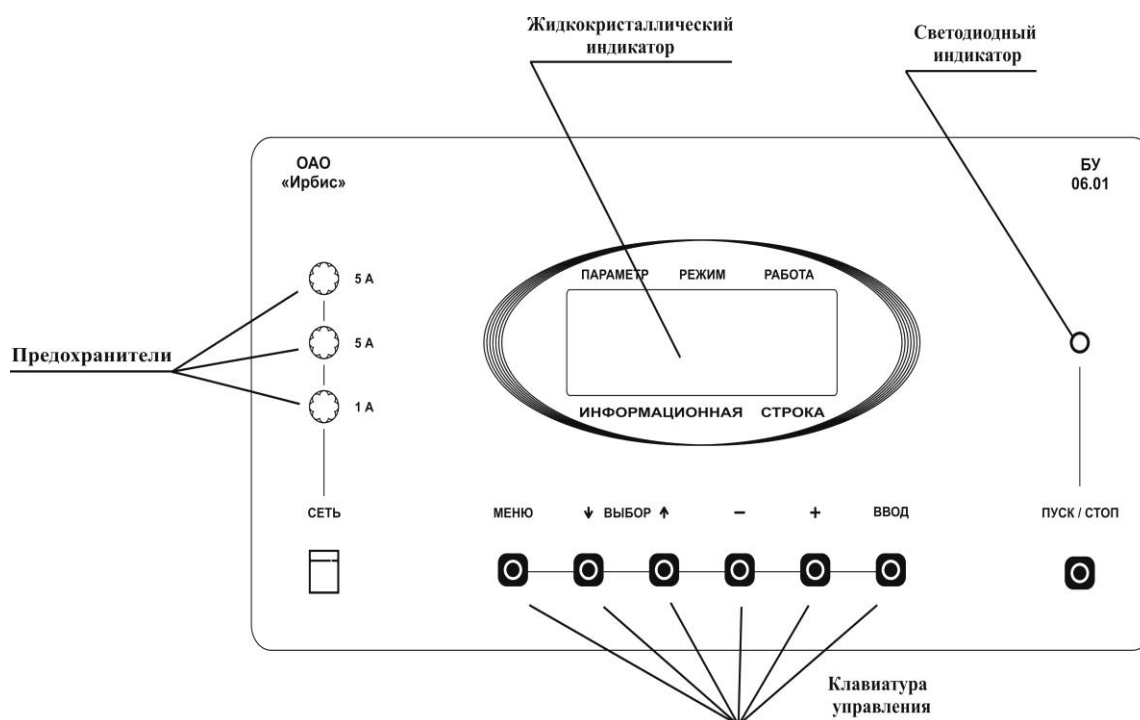 Жидкокристаллический
индикатор
Светодиодный
индикатор
ОАО
«Ирбис»
БУ
06.01
ПАРАМЕТР РЕЖИМ РАБОТА
5 А
5 А
Предохранители
1 А
ИНФОРМАЦИОННАЯ СТРОКА
СЕТЬ
МЕНЮ ↓ ВЫБОР ↑ − + ВВОД
ПУСК / СТОП
Клавиатура
управления